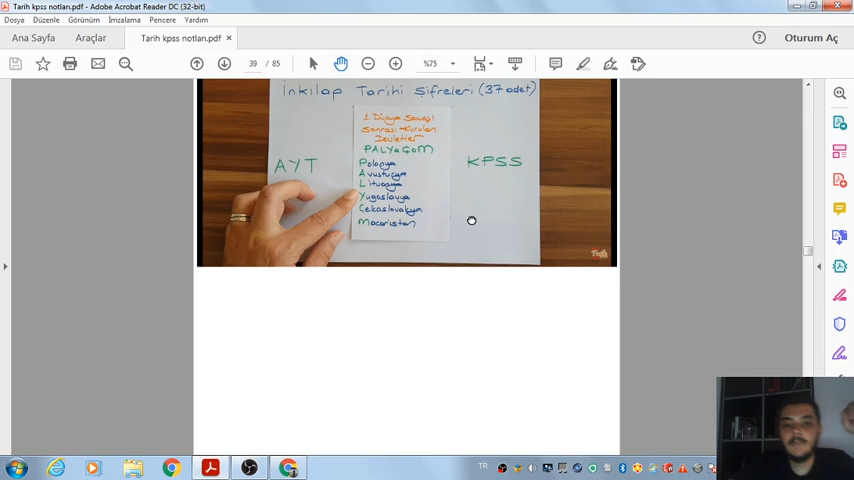 Tarih kpss notları.pdf - Adobe Acrobat Reader DC (32-bit)
Dosya Düzenle Görünüm İmzalama Pencere Yardım
Ana Sayfa Araçlar Tarih kpss notları.pdf Oturum Aç
39 / 85 %75
İnkılap Tarihi Şifreleri (37 adet)
1. Dünya Savaşı
Sonrası Kurulan
Devletler
PALYAÇOM
AYT
KPSS
Polonya
Avusturya
Litvanya
Yugoslavya
Çekoslavakya
Macaristan
TR